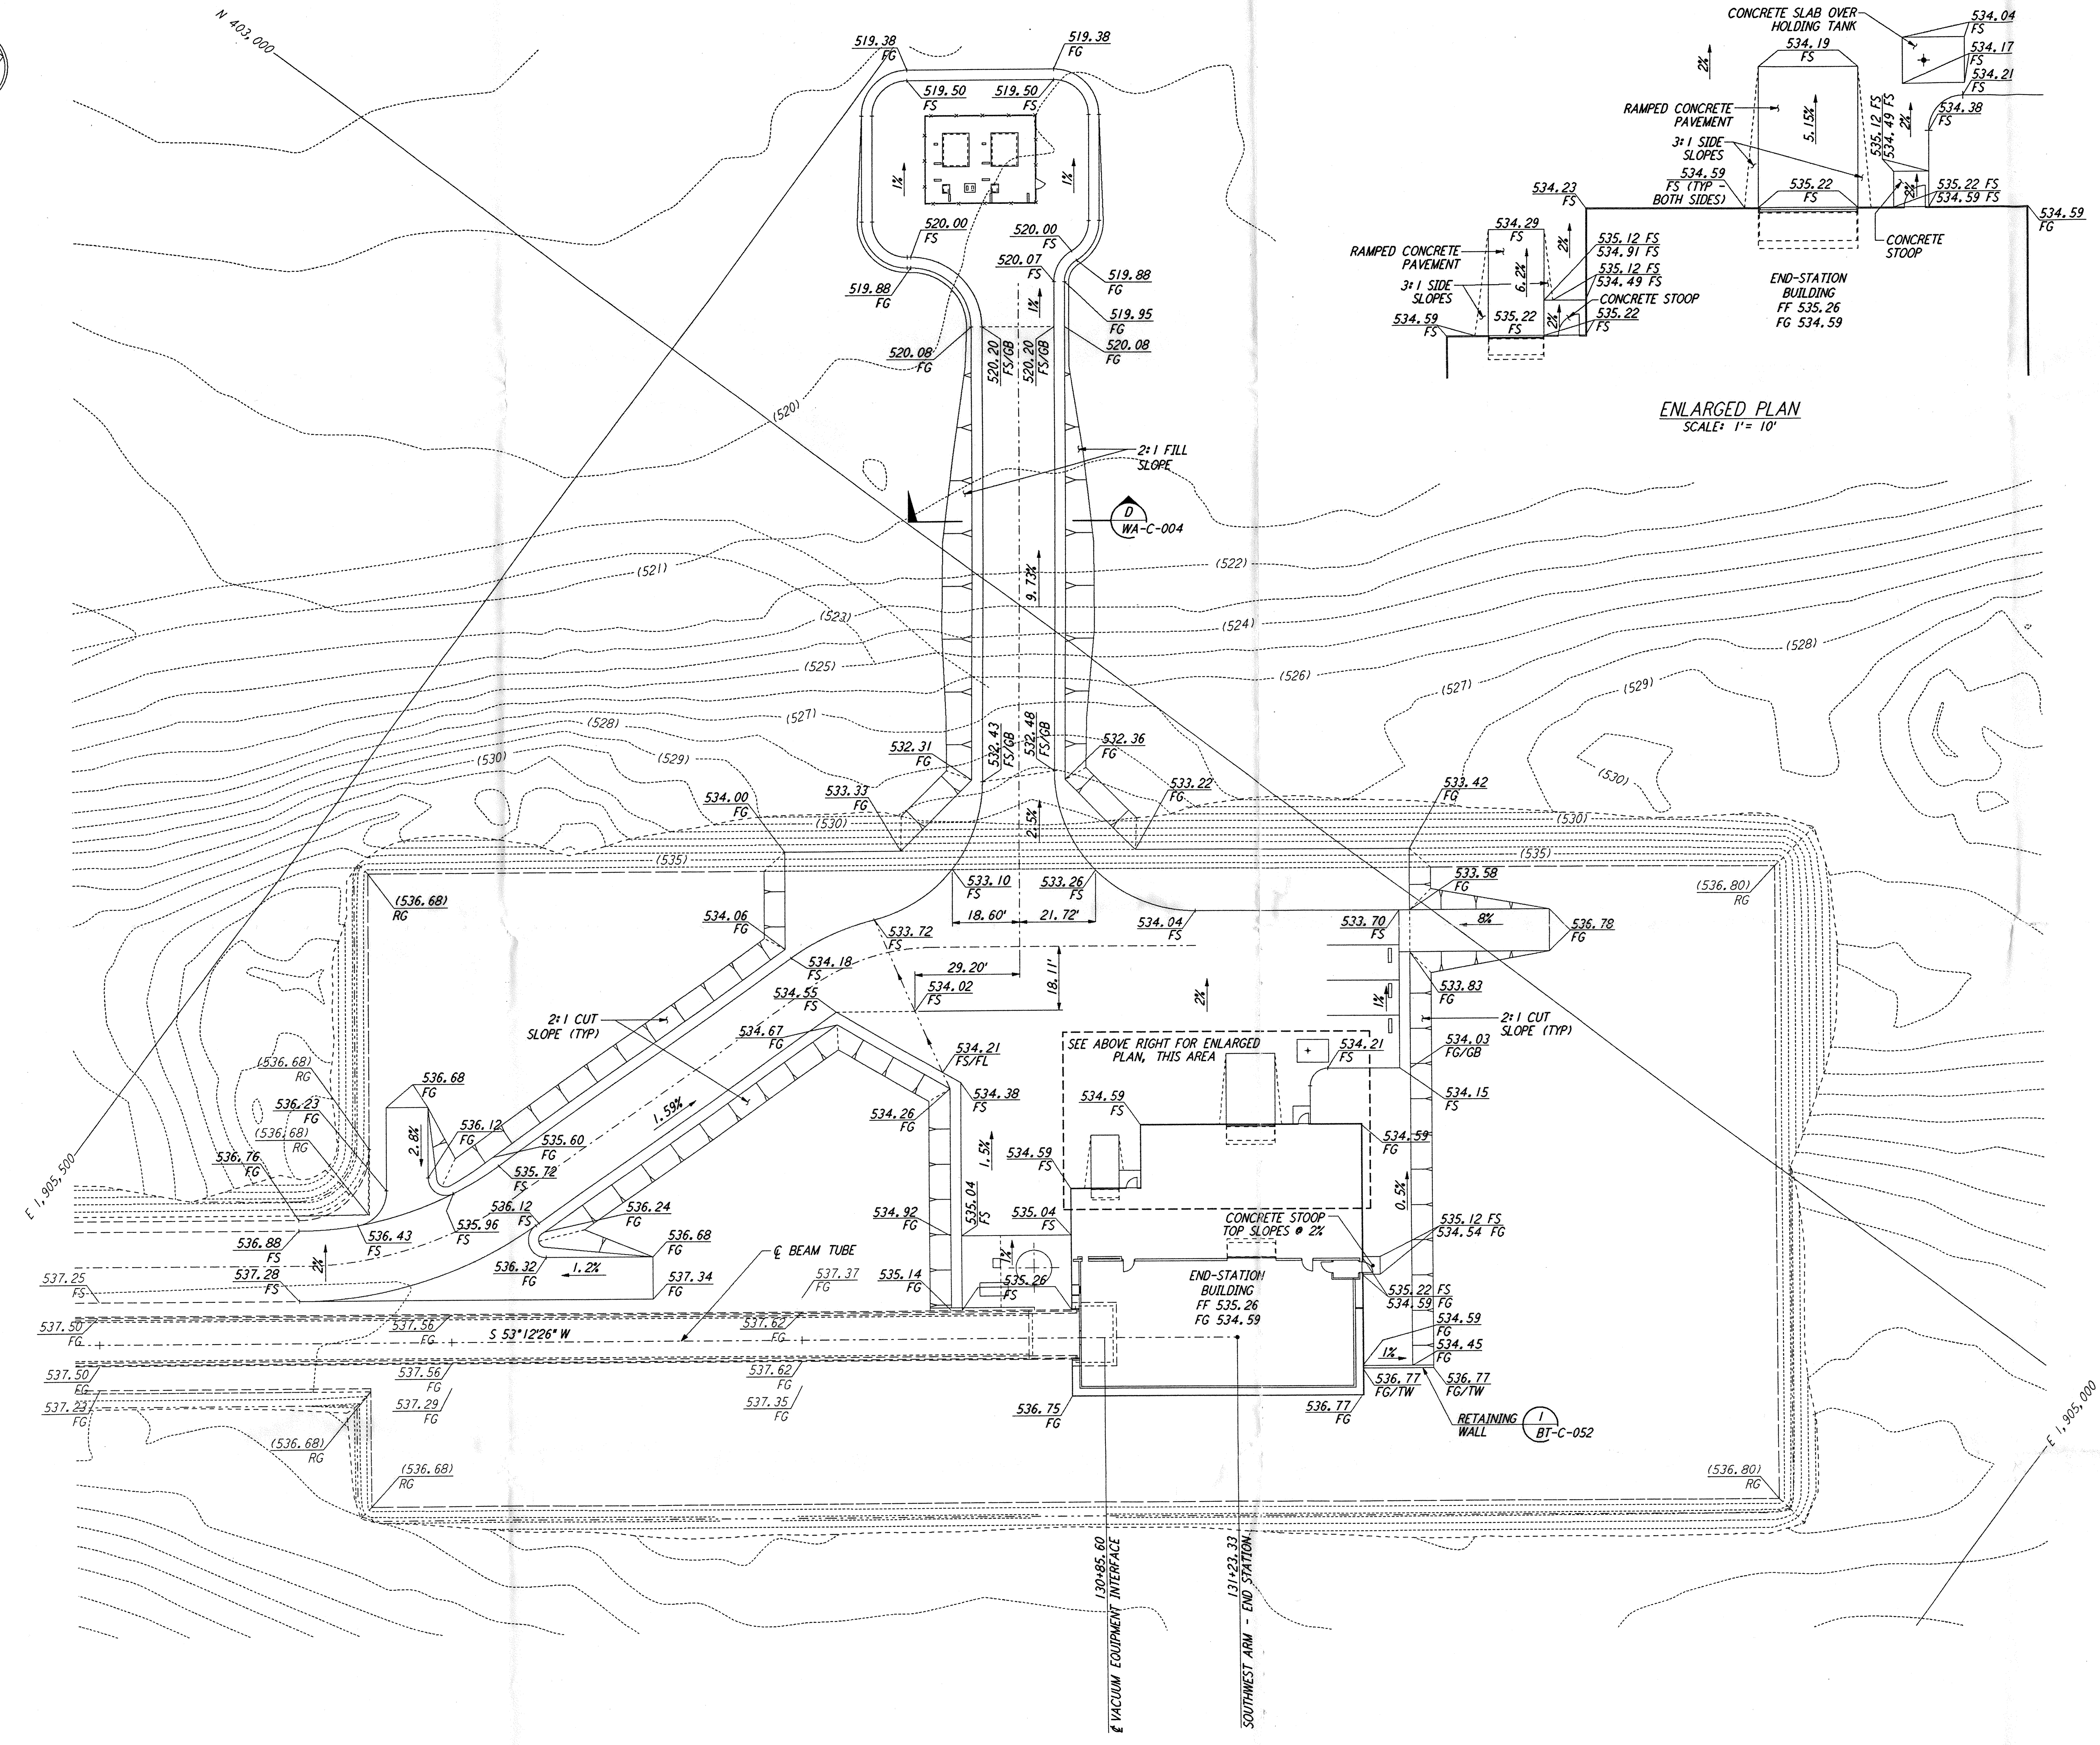 N 403,000
519.38
FG
519.38
FG
519.50
FS
519.50
FS
1%
1%
520.00
FS
520.00
FS
520.07
FS
519.88
FG
519.88
FG
1%
519.95
FG
520.08
FG
520.20
FS/GB
520.20
FS/GB
520.08
FG
(520)
2:1 FILL
SLOPE
D
WA-C-004
9.73%
(521)
(522)
(523)
(524)
(525)
(526)
(527)
(528)
(529)
(530)
(527)
(528)
(529)
(530)
CONCRETE SLAB OVER
HOLDING TANK
534.04
FS
534.17
FS
534.21
FS
534.38
FS
2%
534.19
FS
RAMPED CONCRETE
PAVEMENT
5.15%
535.12 FS
534.49 FS
2%
3:1 SIDE
SLOPES
534.59
FS (TYP -
BOTH SIDES)
535.22
FS
2%
535.22 FS
534.59 FS
534.59
FG
534.23
FS
CONCRETE
STOOP
534.29
FS
2%
RAMPED CONCRETE
PAVEMENT
6.2%
535.12 FS
534.91 FS
535.12 FS
534.49 FS
3:1 SIDE
SLOPES
CONCRETE STOOP
534.59
FS
535.22
FS
2%
535.22
FS
END-STATION
BUILDING
FF 535.26
FG 534.59
ENLARGED PLAN
SCALE: 1'= 10'
532.31
FG
532.43
FS/GB
532.48
FS/GB
532.36
FG
534.00
FG
533.33
FG
533.22
FG
533.42
FG
2.5%
(530)
(530)
(535)
(535)
(536.68)
RG
(536.80)
RG
533.10
FS
533.26
FS
18.60'
21.72'
534.06
FG
533.72
FS
534.04
FS
533.70
FS
533.58
FG
8%
536.78
FG
534.18
FS
29.20'
18.11'
534.02
FS
534.55
FS
2%
1%
533.83
FG
2:1 CUT
SLOPE (TYP)
534.67
FG
534.21
FS/FL
SEE ABOVE RIGHT FOR ENLARGED
PLAN, THIS AREA
534.21
FS
534.03
FG/GB
2:1 CUT
SLOPE (TYP)
534.15
FS
(536.68)
RG
536.68
FG
536.23
FG
(536.68)
RG
536.76
FG
2.8%
536.12
FG
535.60
FG
535.72
FS
1.59%
534.26
FG
534.38
FS
534.59
FS
534.59
FG
1.5%
534.59
FS
0.5%
E 1,905,500
536.12
FS
536.24
FG
534.92
FG
535.04
FS
535.04
FS
CONCRETE STOOP
TOP SLOPES @ 2%
535.12 FS
534.54 FG
536.88
FS
536.43
FS
535.96
FS
536.68
FG
536.32
FG
1.2%
℄ BEAM TUBE
2%
537.25
FS
537.28
FS
537.34
FG
537.37
FG
535.14
FG
1%
535.26
FS
END-STATION
BUILDING
FF 535.26
FG 534.59
535.22 FS
534.59 FG
537.50
FG
537.56
FG
S 53°12'26" W
537.62
FG
534.59
FG
534.45
FG
1%
537.50
FG
537.56
FG
537.62
FG
537.23
FG
537.29
FG
537.35
FG
536.75
FG
536.77
FG
536.77
FG/TW
536.77
FG/TW
RETAINING
WALL
1
BT-C-052
(536.68)
RG
(536.68)
RG
(536.80)
RG
E 1,905,000
130+85.60
℄ VACUUM EQUIPMENT INTERFACE
131+23.33
SOUTHWEST ARM - END STATION